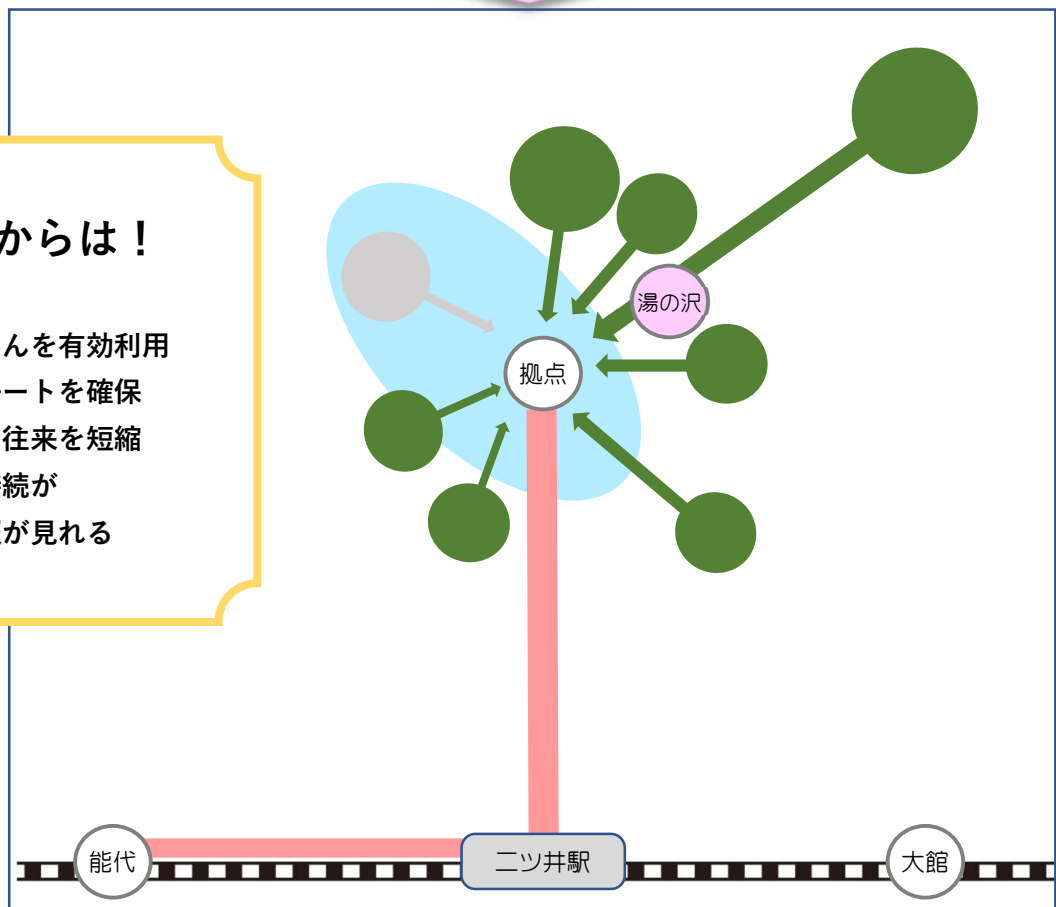 からは！
んを有効利用
ートを確保
往来を短縮
続が
が見れる
湯の沢
拠点
能代
二ツ井駅
大館